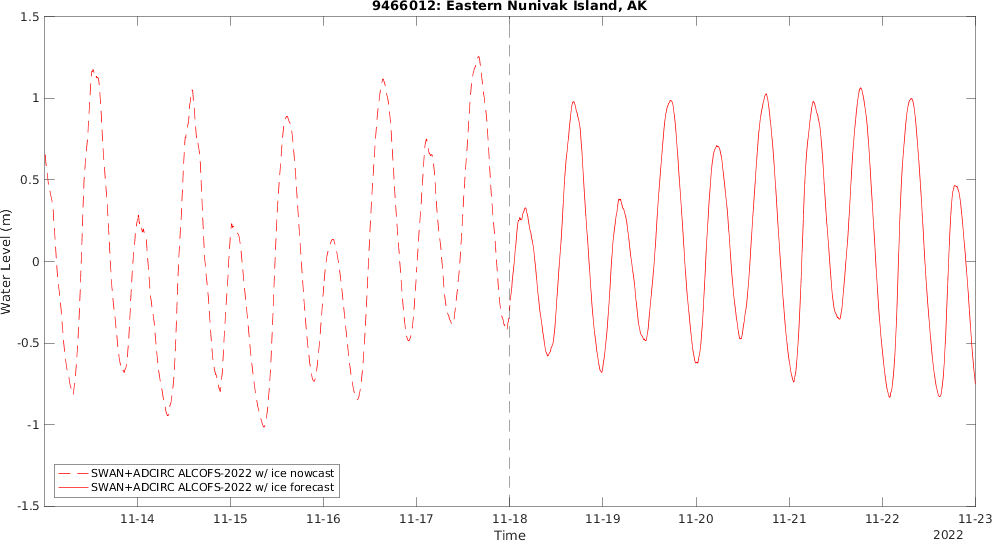 9466012: Eastern Nunivak Island, AK
1.5
1
0.5
0
-0.5
-1
-1.5
Water Level (m)
SWAN+ADCIRC ALCOFS-2022 w/ ice nowcast
SWAN+ADCIRC ALCOFS-2022 w/ ice forecast
11-14 11-15 11-16 11-17 11-18 11-19 11-20 11-21 11-22 11-23
Time
2022